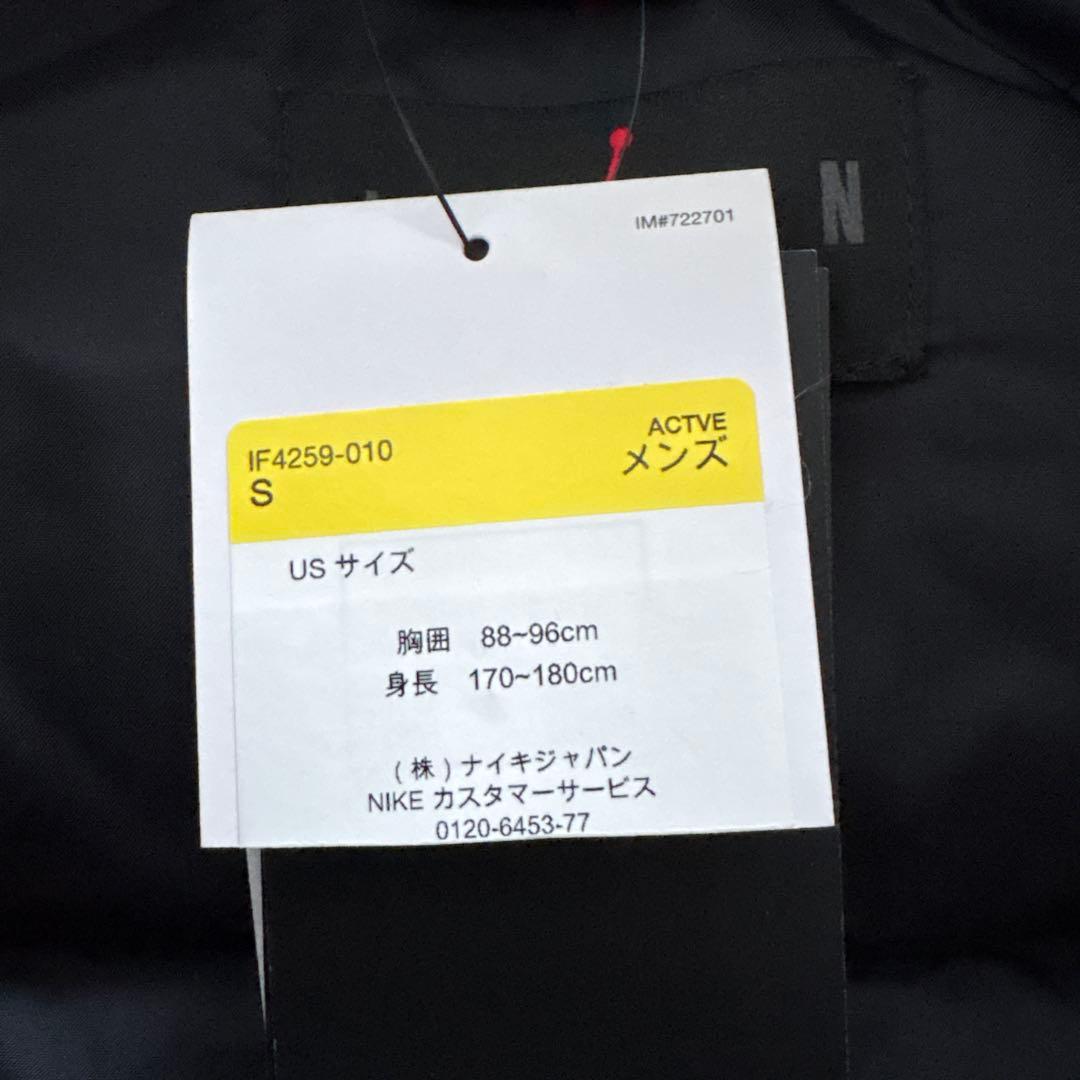 IM#722701
N
IF4259-010
S
ACTVE
メンズ
US サイズ
胸囲 88~96cm
身長 170~180cm
(株)ナイキジャパン
NIKE カスタマーサービス
0120-6453-77